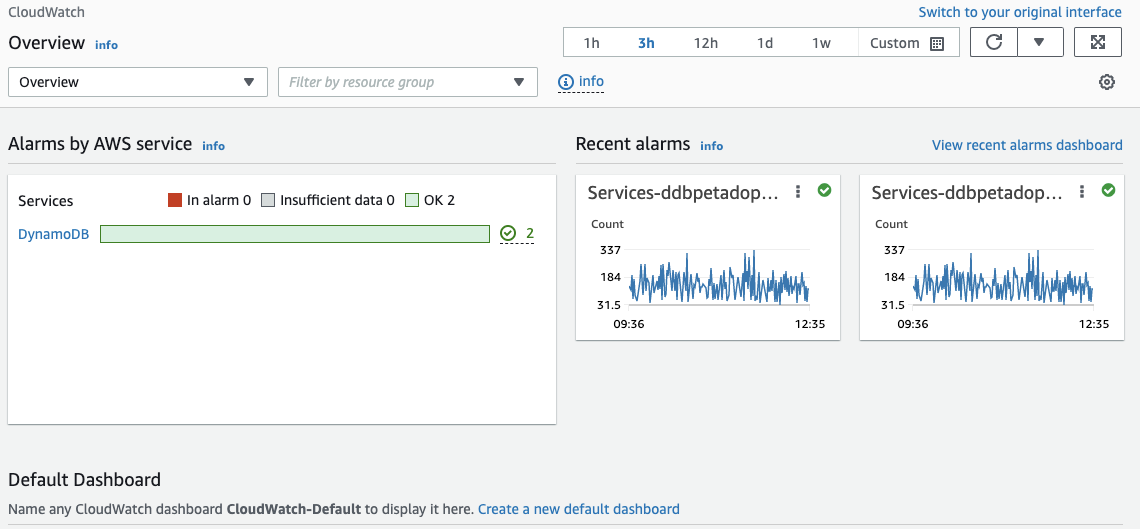 CloudWatch
Switch to your original interface
Overview info
1h 3h 12h 1d 1w Custom
Overview
Filter by resource group
info
Alarms by AWS service info
Services
In alarm 0 Insufficient data 0 OK 2
DynamoDB 2
Recent alarms info
View recent alarms dashboard
Services-ddbpetadop...
Count
337
184
31.5
09:36 12:35
Services-ddbpetadop...
Count
337
184
31.5
09:36 12:35
Default Dashboard
Name any CloudWatch dashboard CloudWatch-Default to display it here. Create a new default dashboard